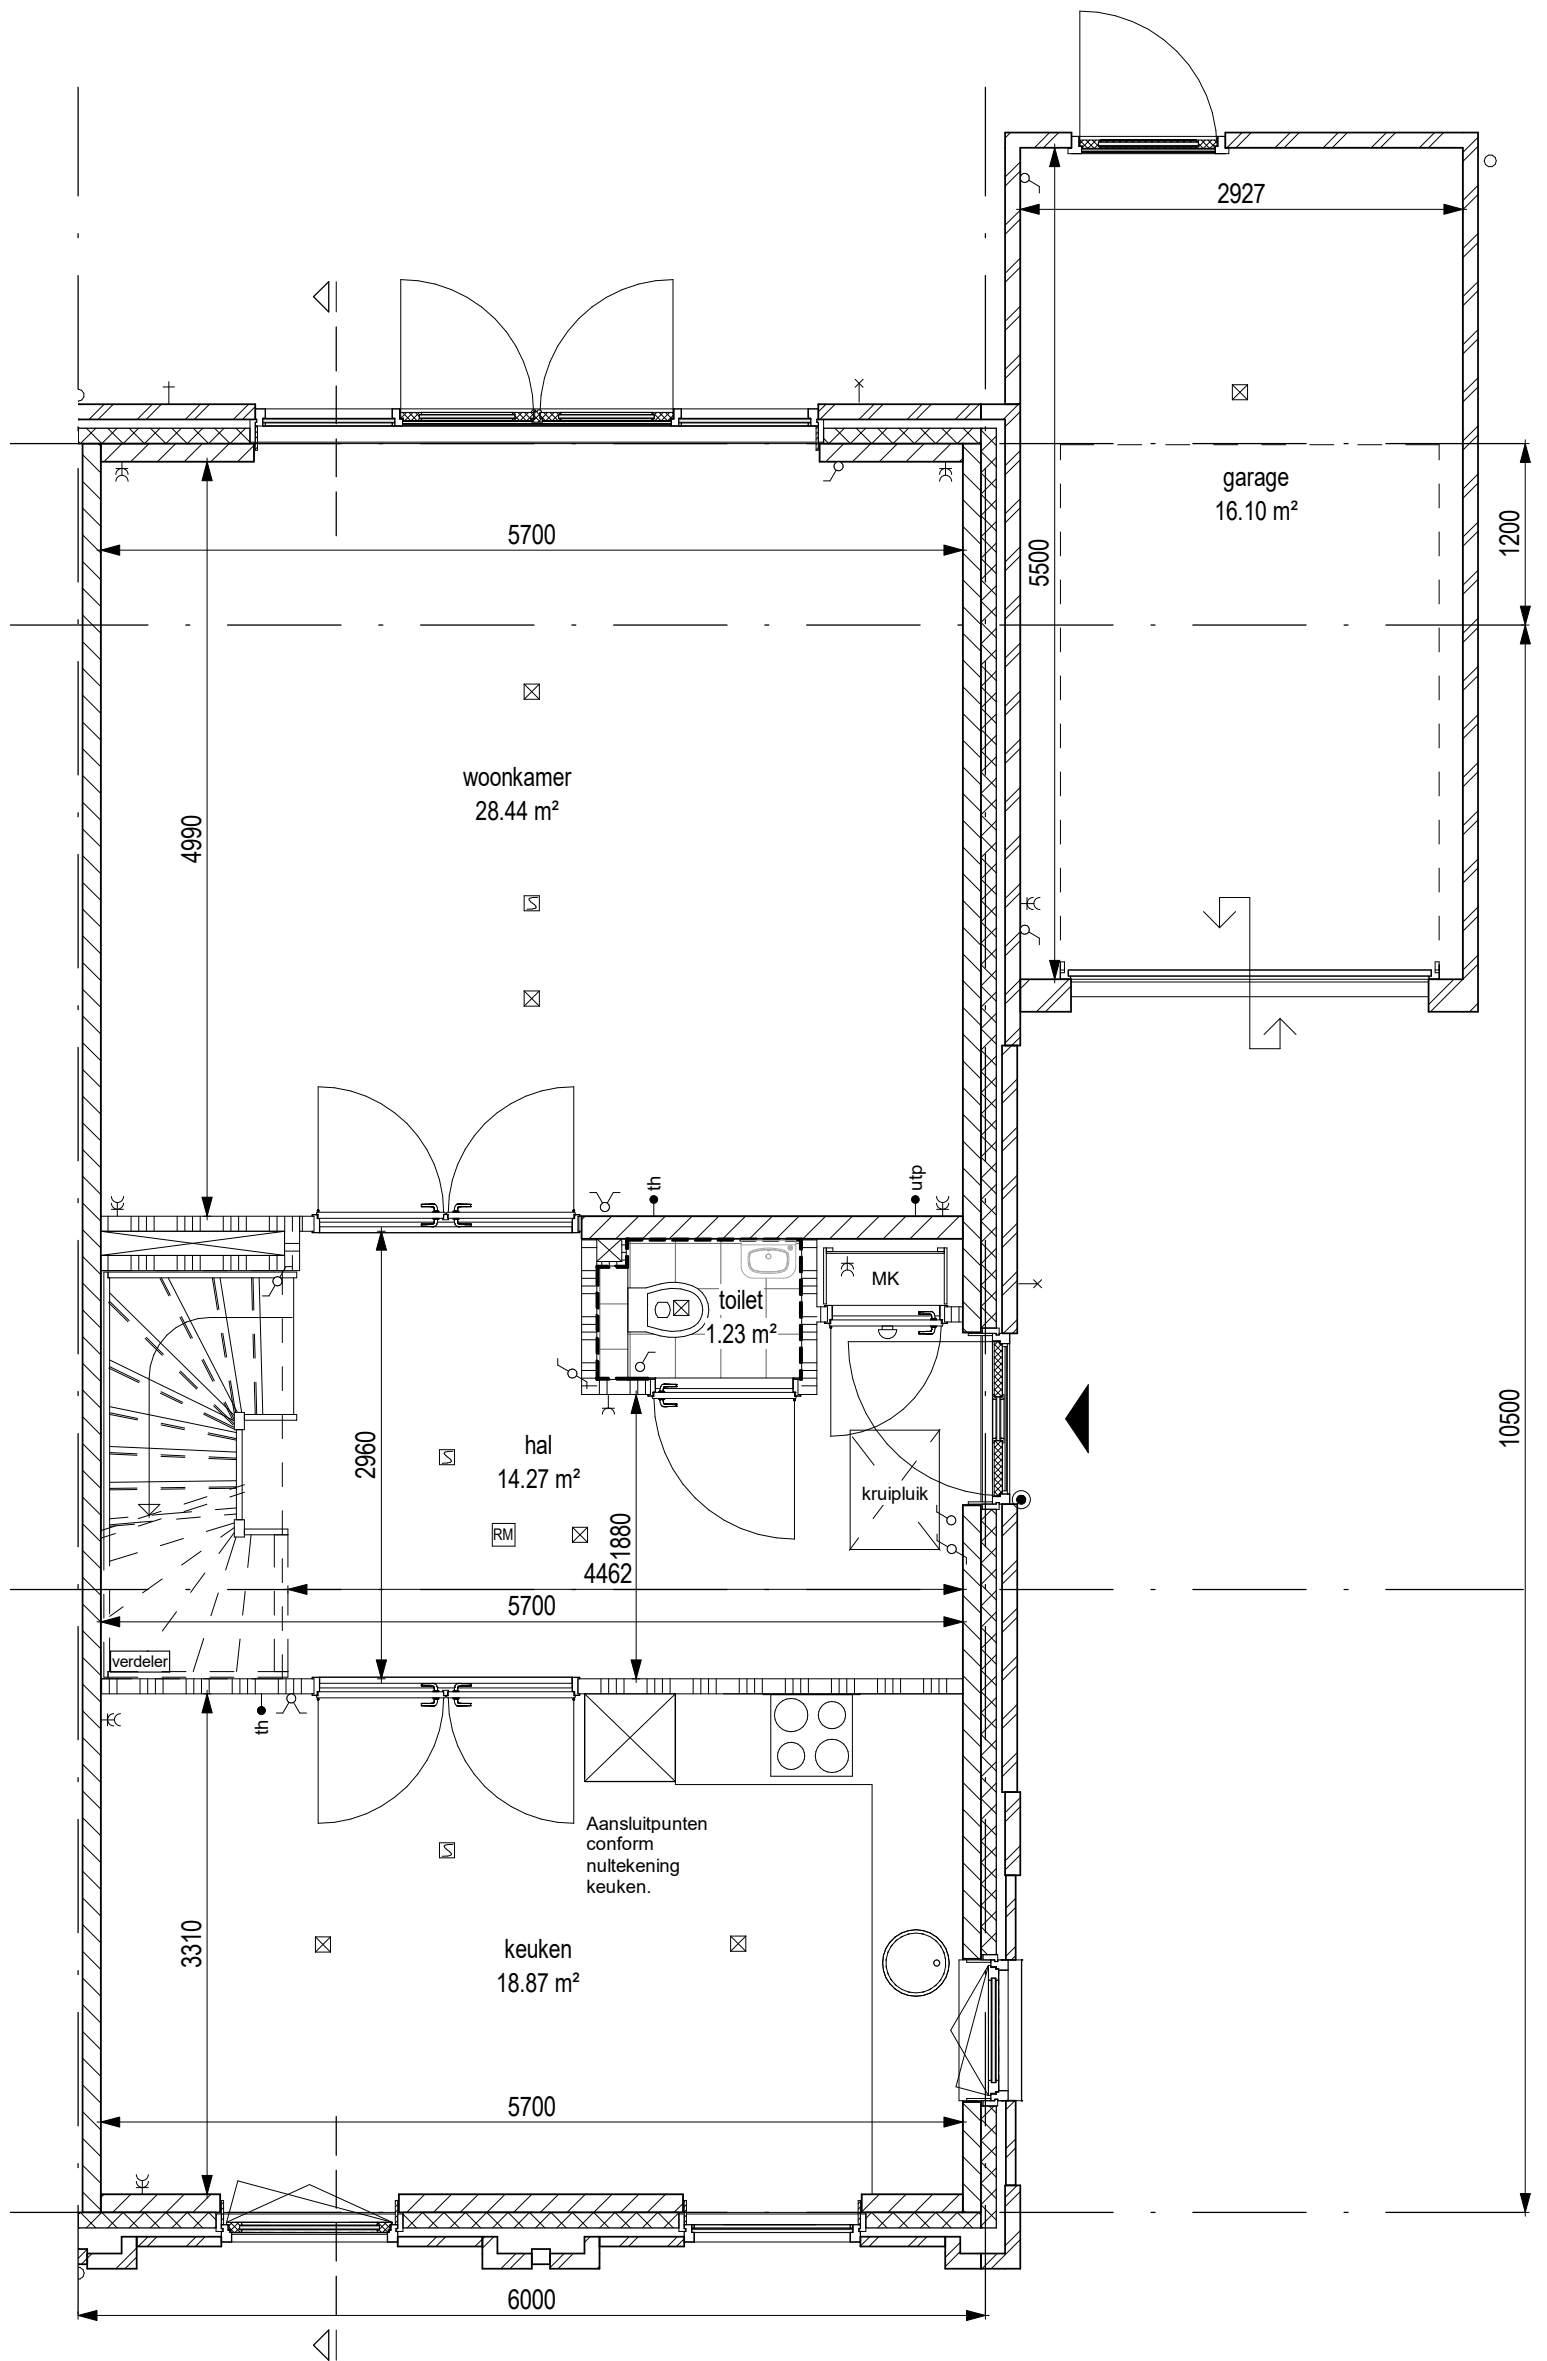 2927
garage
16.10 m²
1200
5500
5700
woonkamer
28.44 m²
4990
th
utp
MK
toilet
1.23 m²
hal
14.27 m²
2960
kruipluik
10500
RM
1880
4462
5700
verdeler
th
Aansluitpunten
conform
nultekening
keuken.
3310
keuken
18.87 m²
5700
6000